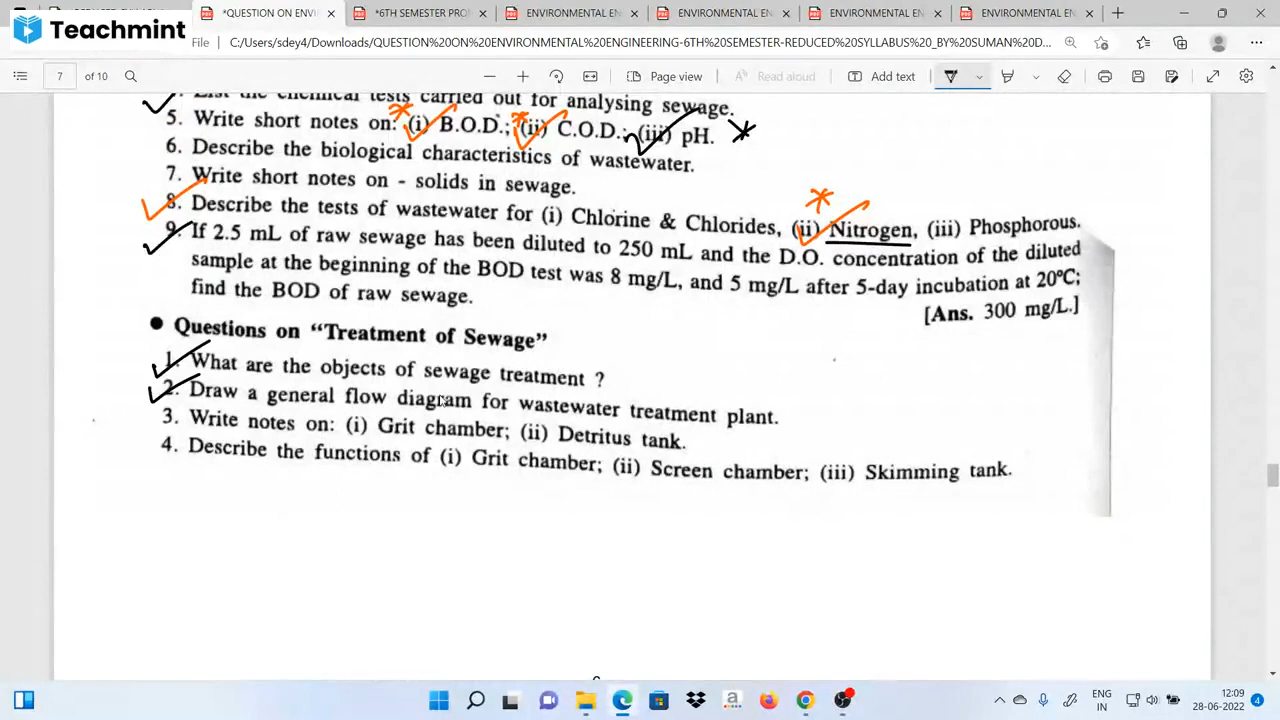 *QUESTION ON ENVI
*6TH SEMESTER E
ENVIRONMEN
ENVIRONMEN
ENVIRONMEN
ENVIRONMENTAL EN
Teachmint
File C:/Users/sdey4/Downloads/QUESTION%20ON%20ENVIRONMENTAL%20ENGINEERING-6TH%20SEMESTER-REDUCED%20SYLLABUS%20_BY%20SUMAN%20D...
7 of 10 Page view Read aloud Add text
List the chemical tests carried out for analysing sewage.
5. Write short notes on: (i) B.O.D.; (ii) C.O.D.; (iii) pH.
6. Describe the biological characteristics of wastewater.
7. Write short notes on - solids in sewage.
8. Describe the tests of wastewater for (i) Chlorine & Chlorides, (ii) Nitrogen, (iii) Phosphorous.
9. If 2.5 mL of raw sewage has been diluted to 250 mL and the D.O. concentration of the diluted
sample at the beginning of the BOD test was 8 mg/L, and 5 mg/L after 5-day incubation at 20ºC;
find the BOD of raw sewage.
[Ans. 300 mg/L.]
● Questions on “Treatment of Sewage”
1. What are the objects of sewage treatment ?
2. Draw a general flow diagram for wastewater treatment plant.
3. Write notes on: (i) Grit chamber; (ii) Detritus tank.
4. Describe the functions of (i) Grit chamber; (ii) Screen chamber; (iii) Skimming tank.
ENG
IN
12:09
28-06-2022
4